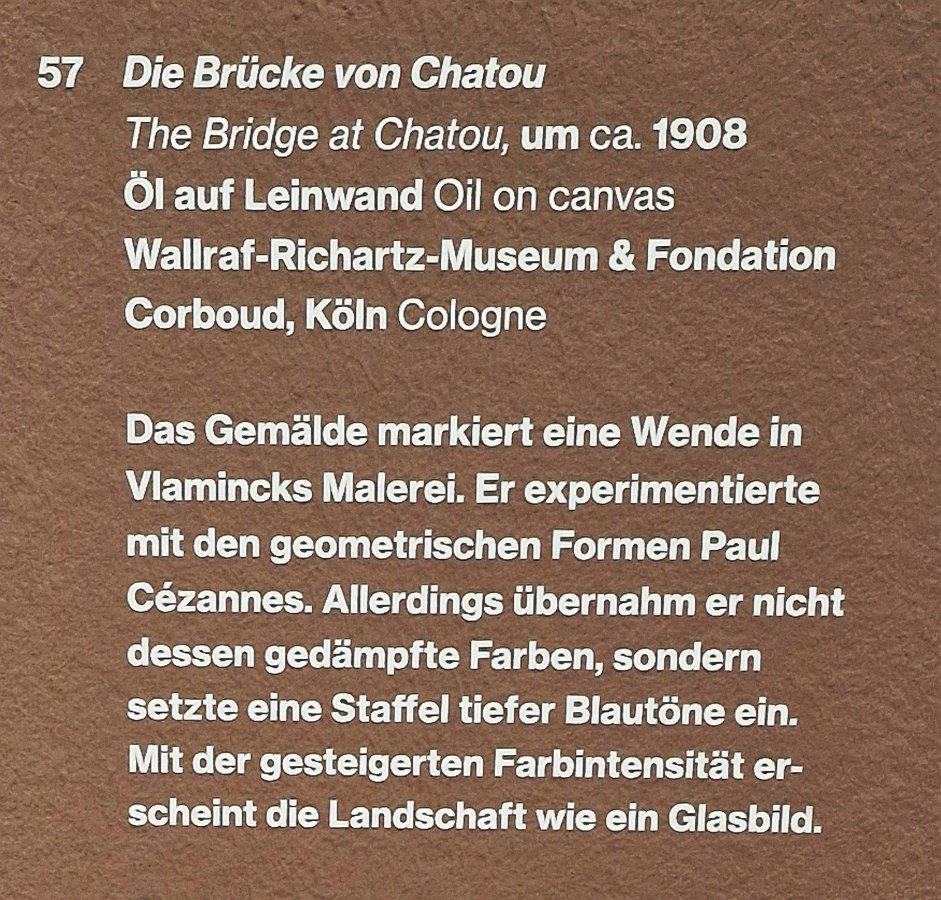 57 Die Brücke von Chatou
The Bridge at Chatou, um ca. 1908
Öl auf Leinwand Oil on canvas
Wallraf-Richartz-Museum & Fondation
Corboud, Köln Cologne
Das Gemälde markiert eine Wende in
Vlamincks Malerei. Er experimentierte
mit den geometrischen Formen Paul
Cézannes. Allerdings übernahm er nicht
dessen gedämpfte Farben, sondern
setzte eine Staffel tiefer Blautöne ein.
Mit der gesteigerten Farbintensität er-
scheint die Landschaft wie ein Glasbild.